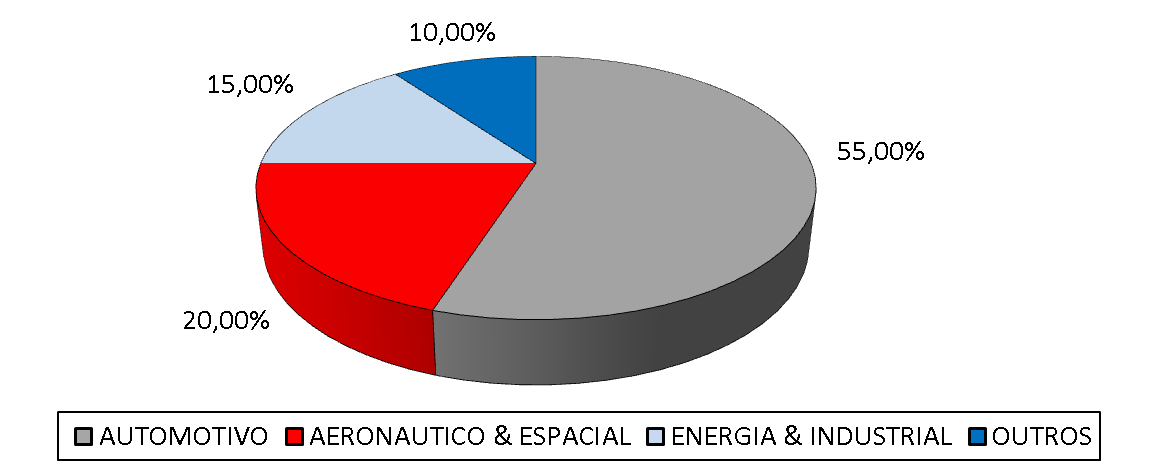 10,00%
15,00%
55,00%
20,00%
AUTOMOTIVO AERONAUTICO & ESPACIAL ENERGIA & INDUSTRIAL OUTROS